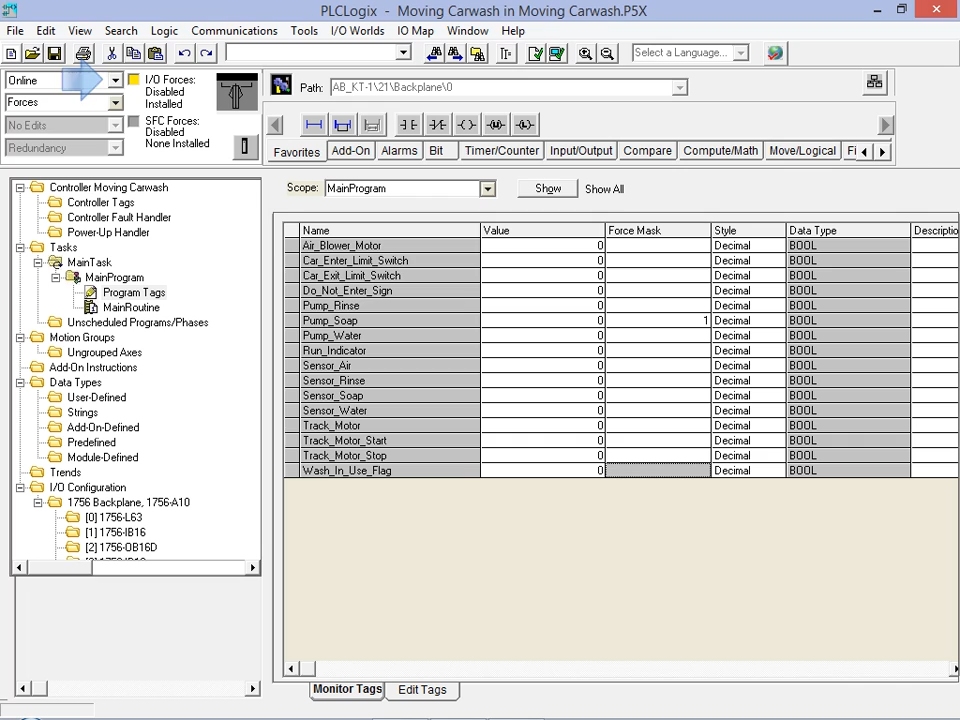 PLCLogix - Moving Carwash in Moving Carwash.P5X
File Edit View Search Logic Communications Tools I/O Worlds IO Map Window Help
Select a Language...
Online
I/O Forces:
Disabled
Installed
Forces
No Edits
SFC Forces:
Disabled
None Installed
Redundancy
Path: AB_KT-1\21\Backplane\0
Favorites Add-On Alarms Bit Timer/Counter Input/Output Compare Compute/Math Move/Logical Fi
Controller Moving Carwash
Controller Tags
Controller Fault Handler
Power-Up Handler
Tasks
MainTask
MainProgram
Program Tags
MainRoutine
Unscheduled Programs/Phases
Motion Groups
Ungrouped Axes
Add-On Instructions
Data Types
User-Defined
Strings
Add-On-Defined
Predefined
Module-Defined
Trends
I/O Configuration
1756 Backplane, 1756-A10
[0] 1756-L63
[1] 1756-IB16
[2] 1756-OB16D
Scope: MainProgram Show Show All
Name Value Force Mask Style Data Type Descriptio
Air_Blower_Motor 0 Decimal BOOL
Car_Enter_Limit_Switch 0 Decimal BOOL
Car_Exit_Limit_Switch 0 Decimal BOOL
Do_Not_Enter_Sign 0 Decimal BOOL
Pump_Rinse 0 Decimal BOOL
Pump_Soap 0 1 Decimal BOOL
Pump_Water 0 Decimal BOOL
Run_Indicator 0 Decimal BOOL
Sensor_Air 0 Decimal BOOL
Sensor_Rinse 0 Decimal BOOL
Sensor_Soap 0 Decimal BOOL
Sensor_Water 0 Decimal BOOL
Track_Motor 0 Decimal BOOL
Track_Motor_Start 0 Decimal BOOL
Track_Motor_Stop 0 Decimal BOOL
Wash_In_Use_Flag 0 Decimal BOOL
Monitor Tags Edit Tags